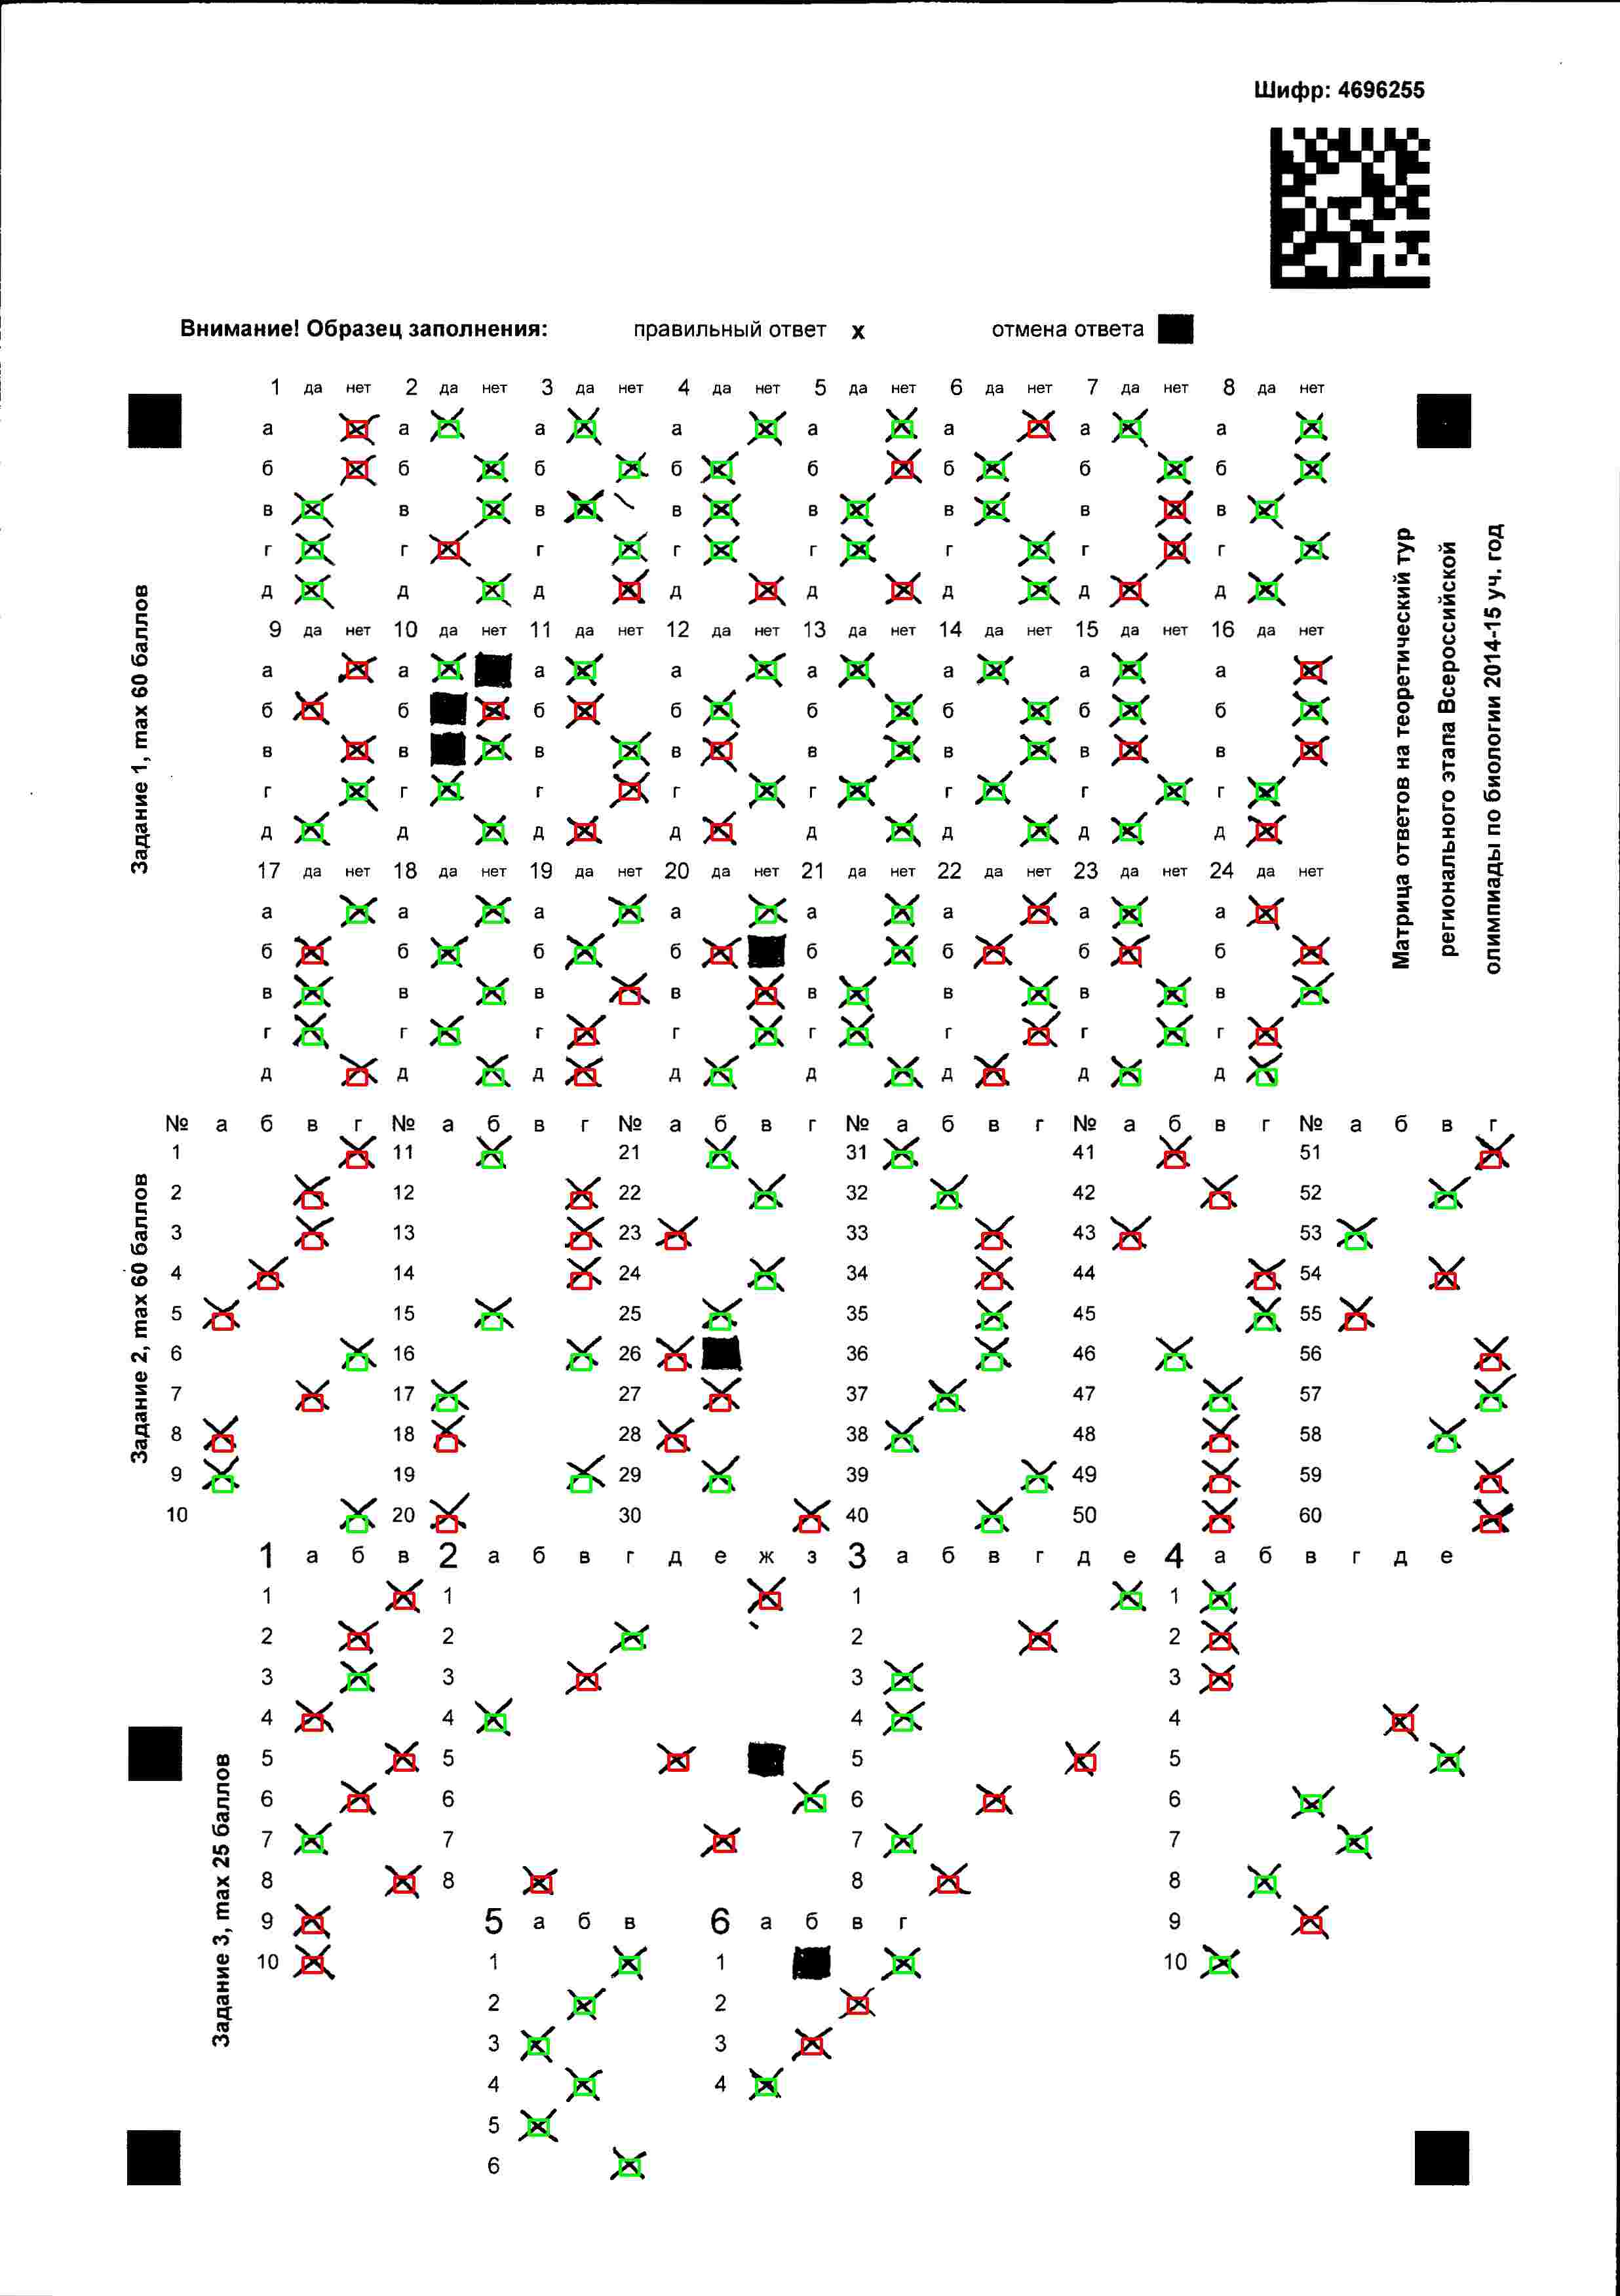 Шифр: 4696255
Внимание! Образец заполнения: правильный ответ х отмена ответа
1 да нет 2 да нет 3 да нет 4 да нет 5 да нет 6 да нет 7 да нет 8 да нет
а а а а а а а а
б б б б б б б б
в в в в в в в в
г г г г г г г г
д д д д д д д д
9 да нет 10 да нет 11 да нет 12 да нет 13 да нет 14 да нет 15 да нет 16 да нет
а а а а а а а а
б б б б б б б б
в в в в в в в в
г г г г г г г г
д д д д д д д д
17 да нет 18 да нет 19 да нет 20 да нет 21 да нет 22 да нет 23 да нет 24 да нет
а а а а а а а а
б б б б б б б б
в в в в в в в в
г г г г г г г г
д д д д д д д д
Задание 1, max 60 баллов
Матрица ответов на теоретический тур
регионального этапа Всероссийской
олимпиады по биологии 2014-15 уч. год
№ а б в г № а б в г № а б в г № а б в г № а б в г № а б в г
1 11 21 31 41 51
2 12 22 32 42 52
3 13 23 33 43 53
4 14 24 34 44 54
5 15 25 35 45 55
6 16 26 36 46 56
7 17 27 37 47 57
8 18 28 38 48 58
9 19 29 39 49 59
10 20 30 40 50 60
Задание 2, max 60 баллов
1 а б в 2 а б в г д е ж з 3 а б в г д е 4 а б в г д е
1 1 1 1
2 2 2 2
3 3 3 3
4 4 4 4
5 5 5 5
6 6 6 6
7 7 7 7
8 8 8 8
9 5 а б в 6 а б в г 9
10 1 1 10
2 2
3 3
4 4
5
6
Задание 3, max 25 баллов